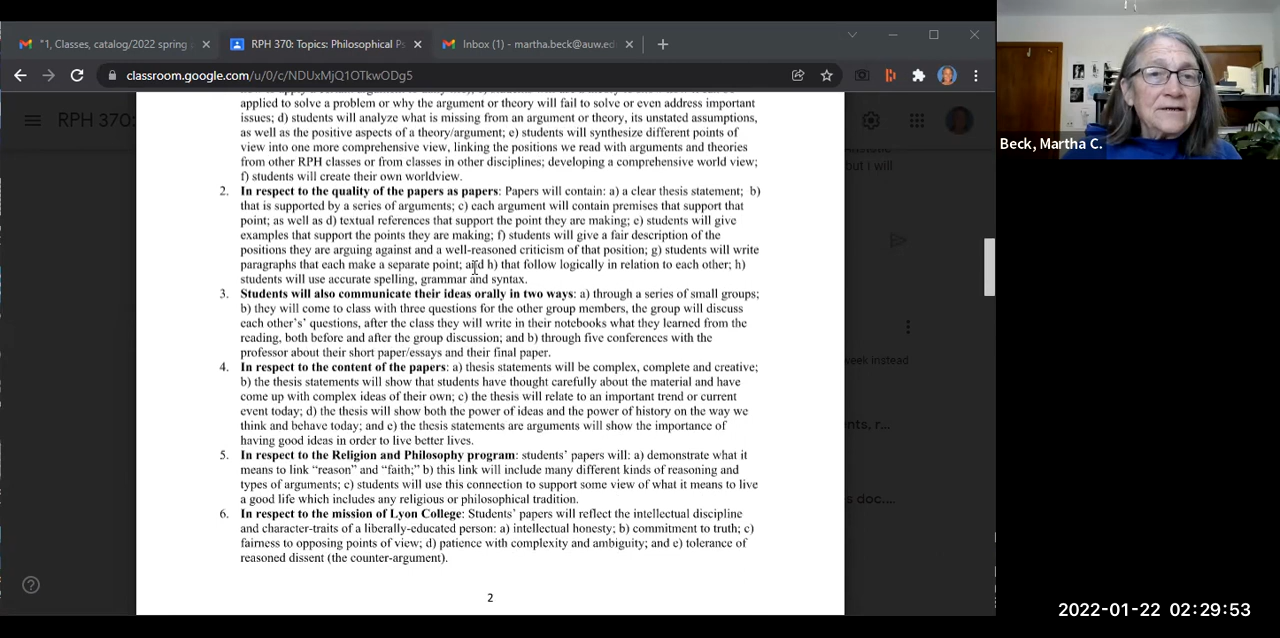 "1, Classes, catalog/2022 spring
RPH 370: Topics: Philosophical Ps
Inbox (1) - martha.beck@auw.ed
classroom.google.com/u/0/c/NDUxMjQ1OTkwODg5
RPH 370:
applied to solve a problem or why the argument or theory will fail to solve or even address important
issues; d) students will analyze what is missing from an argument or theory, its unstated assumptions,
as well as the positive aspects of a theory/argument; e) students will synthesize different points of
view into one more comprehensive view, linking the positions we read with arguments and theories
from other RPH classes or from classes in other disciplines; developing a comprehensive world view;
f) students will create their own worldview.
2. In respect to the quality of the papers as papers: Papers will contain: a) a clear thesis statement; b)
that is supported by a series of arguments; c) each argument will contain premises that support that
point; as well as d) textual references that support the point they are making; e) students will give
examples that support the points they are making; f) students will give a fair description of the
positions they are arguing against and a well-reasoned criticism of that position; g) students will write
paragraphs that each make a separate point; and h) that follow logically in relation to each other; h)
students will use accurate spelling, grammar and syntax.
3. Students will also communicate their ideas orally in two ways: a) through a series of small groups;
b) they will come to class with three questions for the other group members, the group will discuss
each other's' questions, after the class they will write in their notebooks what they learned from the
reading, both before and after the group discussion; and b) through five conferences with the
professor about their short paper/essays and their final paper.
4. In respect to the content of the papers: a) thesis statements will be complex, complete and creative;
b) the thesis statements will show that students have thought carefully about the material and have
come up with complex ideas of their own; c) the thesis will relate to an important trend or current
event today; d) the thesis will show both the power of ideas and the power of history on the way we
think and behave today; and e) the thesis statements are arguments will show the importance of
having good ideas in order to live better lives.
5. In respect to the Religion and Philosophy program: students' papers will: a) demonstrate what it
means to link "reason" and "faith;" b) this link will include many different kinds of reasoning and
types of arguments; c) students will use this connection to support some view of what it means to live
a good life which includes any religious or philosophical tradition.
6. In respect to the mission of Lyon College: Students' papers will reflect the intellectual discipline
and character-traits of a liberally-educated person: a) intellectual honesty; b) commitment to truth; c)
fairness to opposing points of view; d) patience with complexity and ambiguity; and e) tolerance of
reasoned dissent (the counter-argument).
2
but I will
week instead
ents, r...
s doc....
Beck, Martha C.
2022-01-22 02:29:53